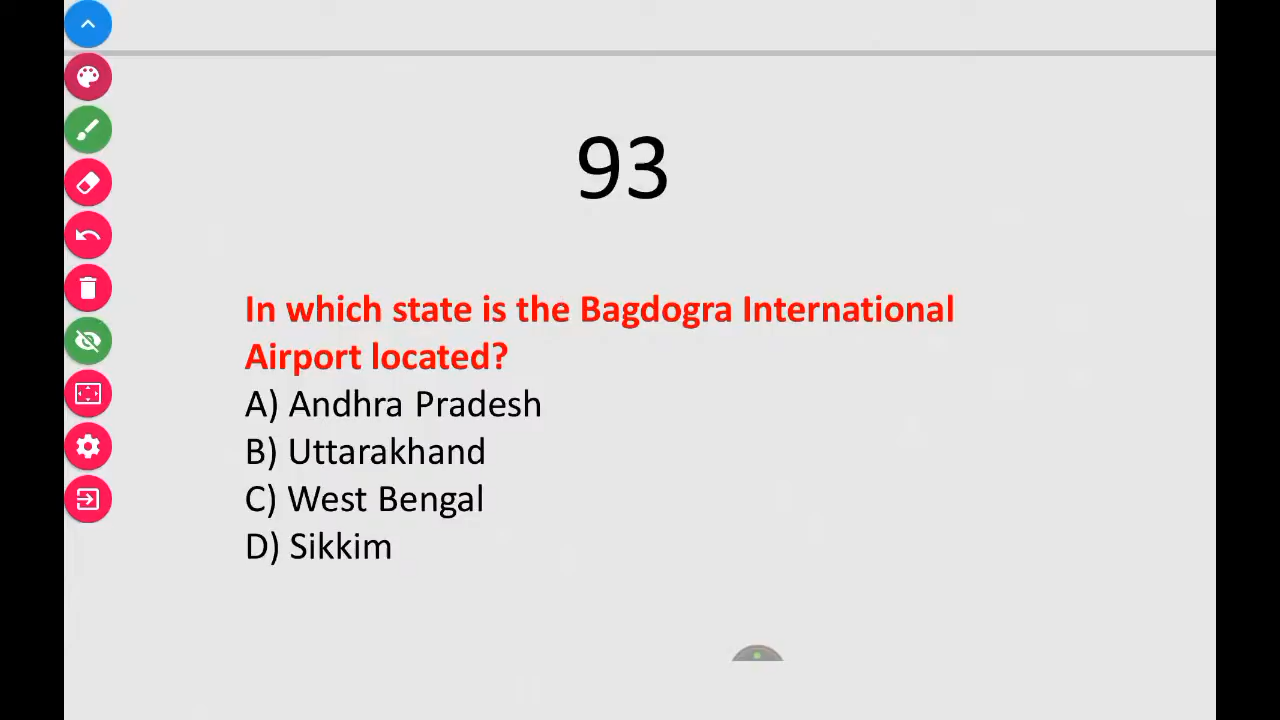 93
In which state is the Bagdogra International
Airport located?
A) Andhra Pradesh
B) Uttarakhand
C) West Bengal
D) Sikkim